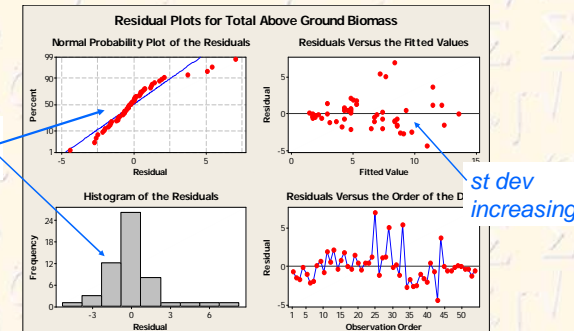 Residual Plots for Total Above Ground Biomass
Normal Probability Plot of the Residuals
Residuals Versus the Fitted Values
99
90
50
10
1
Percent
-5 0 5
Residual
5
0
-5
Residual
0 5 10 15
Fitted Value
st dev
increasing
Histogram of the Residuals
Residuals Versus the Order of the D
24
18
12
6
0
Frequency
-3 0 3 6
Residual
5
0
-5
Residual
1 5 10 15 20 25 30 35 40 45 50
Observation Order